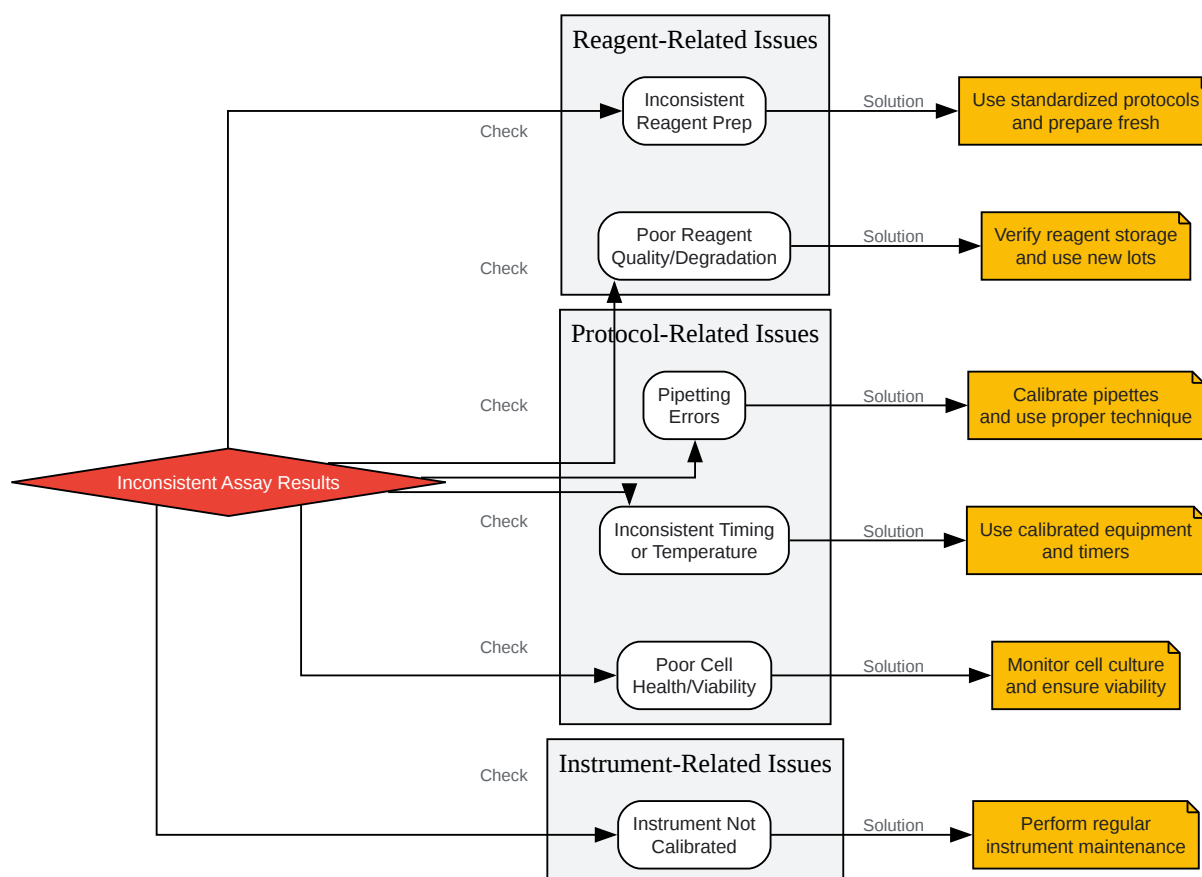 Reagent-Related Issues
Inconsistent
Reagent Prep
Solution
Use standardized protocols
and prepare fresh
Check
Poor Reagent
Quality/Degradation
Solution
Verify reagent storage
and use new lots
Check
Protocol-Related Issues
Pipetting
Errors
Solution
Calibrate pipettes
and use proper technique
Check
Inconsistent Assay Results
Check
Inconsistent Timing
or Temperature
Solution
Use calibrated equipment
and timers
Check
Poor Cell
Health/Viability
Solution
Monitor cell culture
and ensure viability
Instrument-Related Issues
Check
Instrument Not
Calibrated
Solution
Perform regular
instrument maintenance